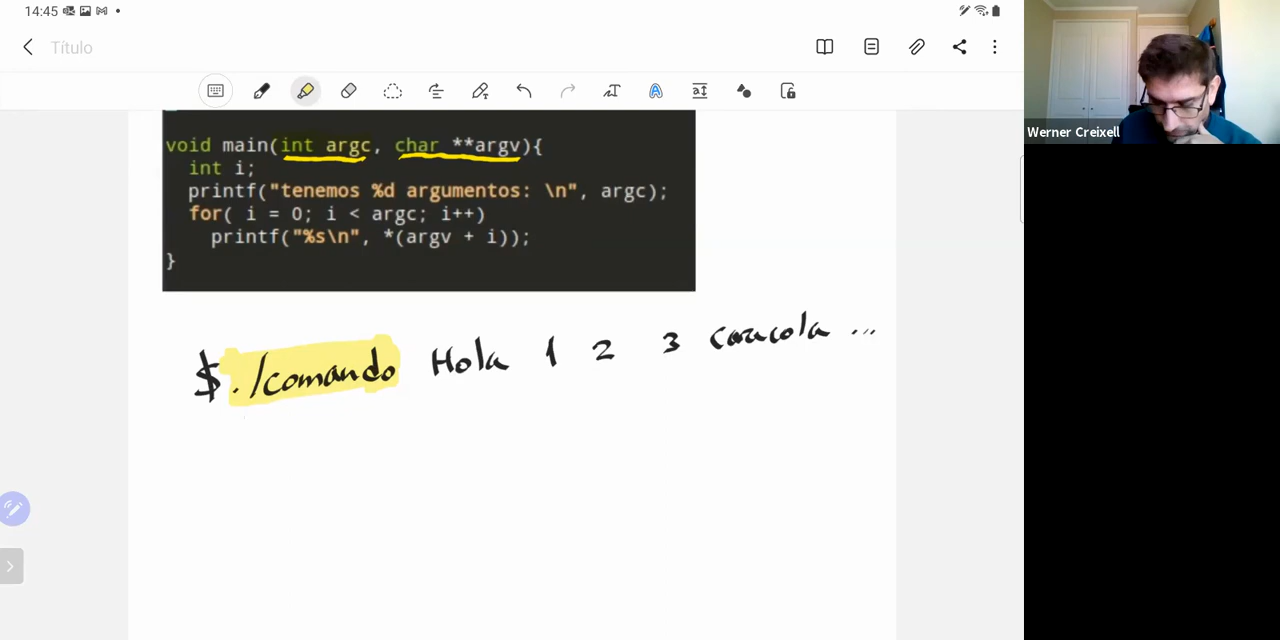 14:45
Título
void main(int argc, char **argv){
int i;
printf("tenemos %d argumentos: \n", argc);
for( i = 0; i < argc; i++)
printf("%s\n", *(argv + i));
}
$ ./comando Hola 1 2 3 caracola ...
Werner Creixell